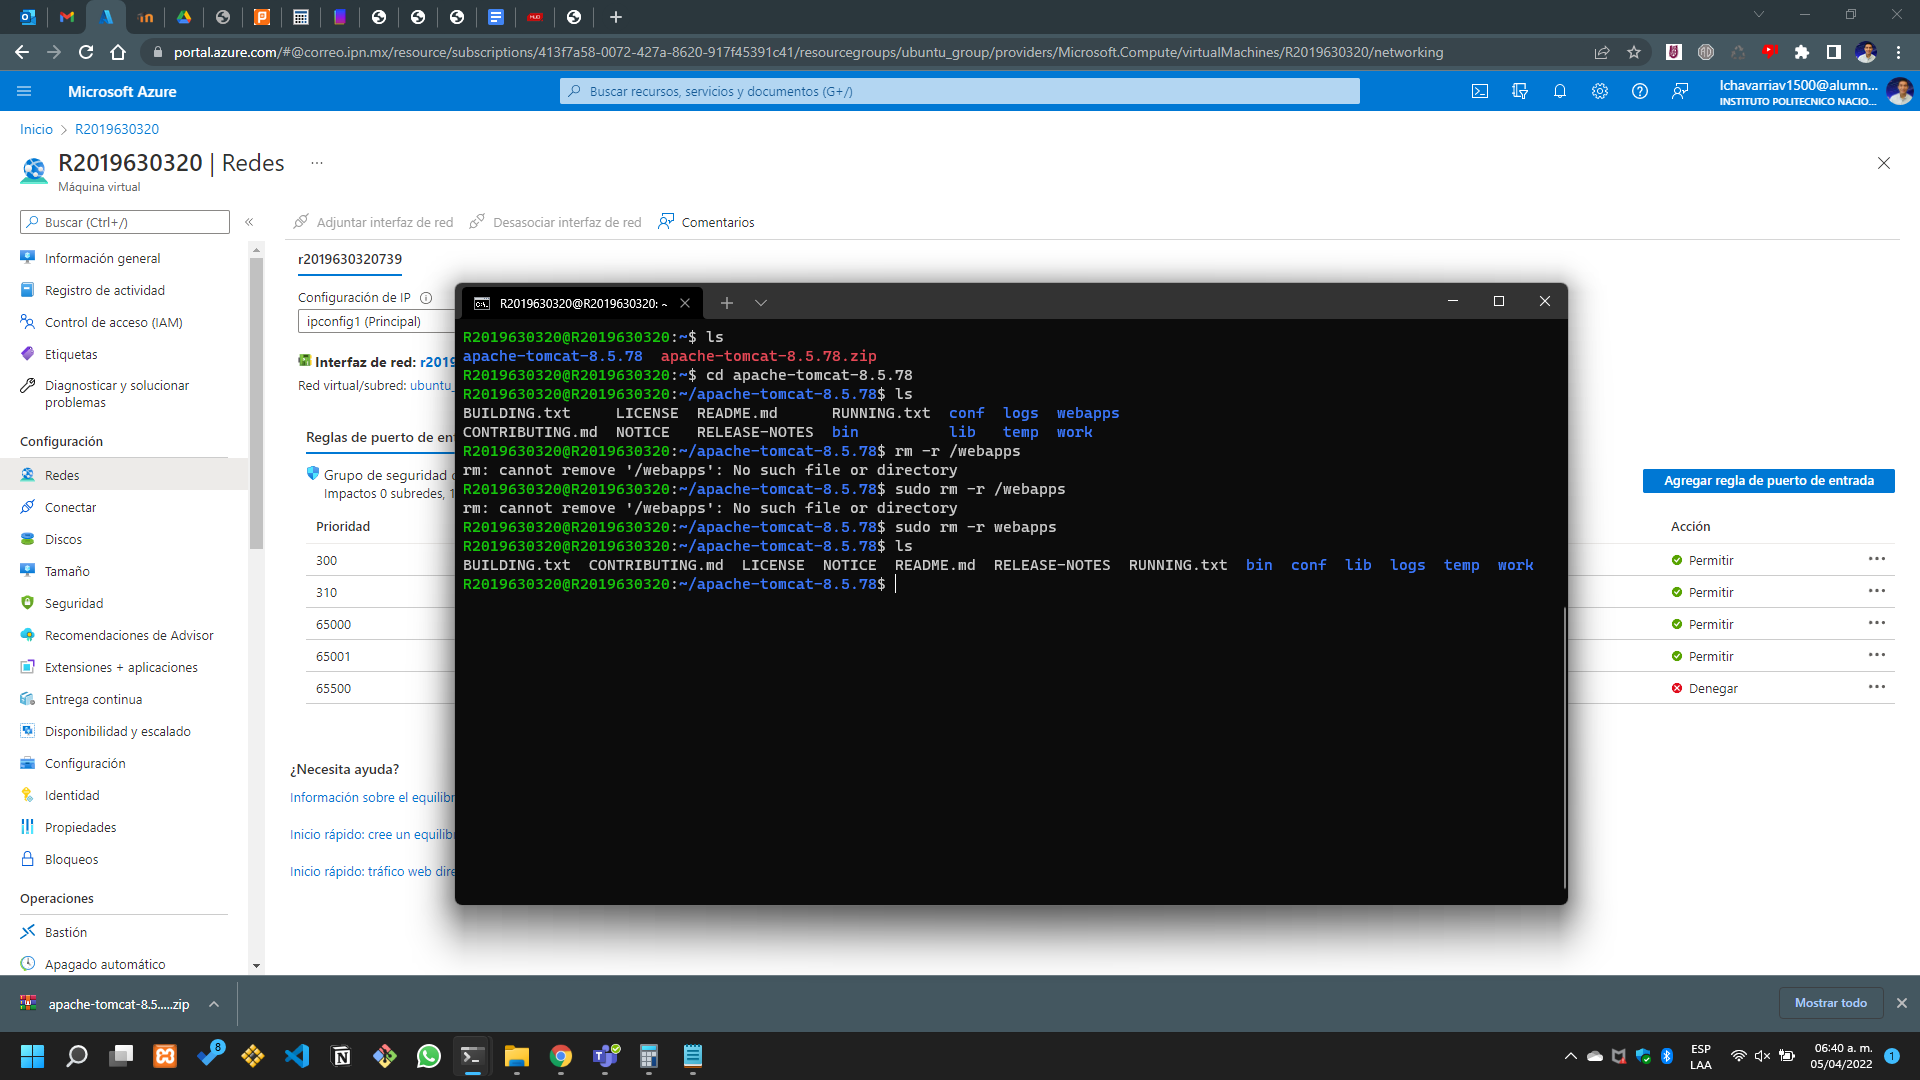 portal.azure.com/#@correo.ipn.mx/resource/subscriptions/413f7a58-0072-427a-8620-917f45391c41/resourcegroups/ubuntu_group/providers/Microsoft.Compute/virtualMachines/R2019630320/networking
Microsoft Azure
Buscar recursos, servicios y documentos (G+/)
lchavarriav1500@alumn...
INSTITUTO POLITECNICO NACIO...
Inicio > R2019630320
R2019630320 | Redes ...
Máquina virtual
Buscar (Ctrl+/)
«
Adjuntar interfaz de red
Desasociar interfaz de red
Comentarios
Información general
Registro de actividad
Control de acceso (IAM)
Etiquetas
Diagnosticar y solucionar
problemas
Configuración
Redes
Conectar
Discos
Tamaño
Seguridad
Recomendaciones de Advisor
Extensiones + aplicaciones
Entrega continua
Disponibilidad y escalado
Configuración
Identidad
Propiedades
Bloqueos
Operaciones
Bastión
Apagado automático
r2019630320739
Configuración de IP
ipconfig1 (Principal)
Interfaz de red: r2019
Red virtual/subred: ubuntu_
Reglas de puerto de en
Grupo de seguridad
Impactos 0 subredes, 1
Agregar regla de puerto de entrada
Prioridad
Acción
300
Permitir
310
Permitir
65000
Permitir
65001
Permitir
65500
Denegar
¿Necesita ayuda?
Información sobre el equilib
Inicio rápido: cree un equilib
Inicio rápido: tráfico web dire
R2019630320@R2019630320: ~
R2019630320@R2019630320:~$ ls
apache-tomcat-8.5.78  apache-tomcat-8.5.78.zip
R2019630320@R2019630320:~$ cd apache-tomcat-8.5.78
R2019630320@R2019630320:~/apache-tomcat-8.5.78$ ls
BUILDING.txt     LICENSE  README.md      RUNNING.txt  conf  logs  webapps
CONTRIBUTING.md  NOTICE   RELEASE-NOTES  bin          lib   temp  work
R2019630320@R2019630320:~/apache-tomcat-8.5.78$ rm -r /webapps
rm: cannot remove '/webapps': No such file or directory
R2019630320@R2019630320:~/apache-tomcat-8.5.78$ sudo rm -r /webapps
rm: cannot remove '/webapps': No such file or directory
R2019630320@R2019630320:~/apache-tomcat-8.5.78$ sudo rm -r webapps
R2019630320@R2019630320:~/apache-tomcat-8.5.78$ ls
BUILDING.txt  CONTRIBUTING.md  LICENSE  NOTICE  README.md  RELEASE-NOTES  RUNNING.txt  bin  conf  lib  logs  temp  work
R2019630320@R2019630320:~/apache-tomcat-8.5.78$
apache-tomcat-8.5.....zip
Mostrar todo
8
ESP
LAA
06:40 a. m.
05/04/2022
1